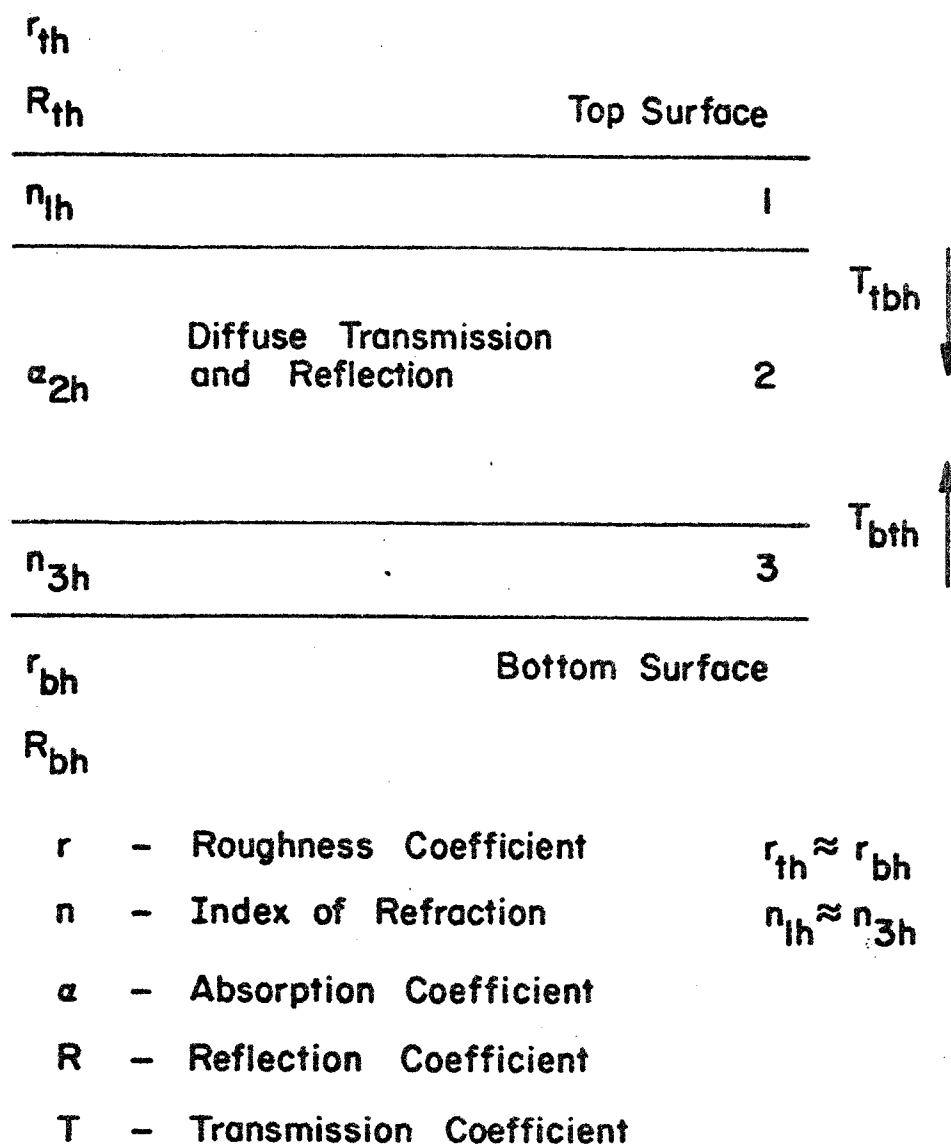 r_th
R_th Top Surface
n_1h 1
T_tbh
Diffuse Transmission
α_2h and Reflection 2
T_bth
n_3h 3
r_bh Bottom Surface
R_bh
r – Roughness Coefficient r_th ≈ r_bh
n – Index of Refraction n_1h ≈ n_3h
α – Absorption Coefficient
R – Reflection Coefficient
T – Transmission Coefficient